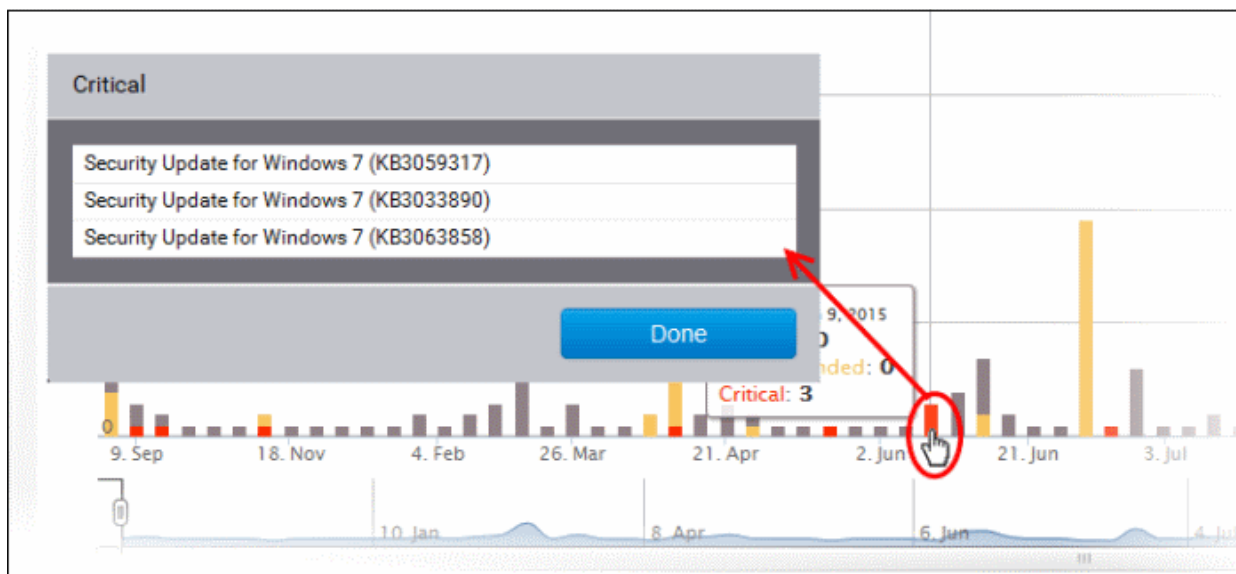 Critical
Security Update for Windows 7 (KB3059317)
Security Update for Windows 7 (KB3033890)
Security Update for Windows 7 (KB3063858)
Done
9, 2015
0
nded: 0
Critical: 3
0
9. Sep 18. Nov 4. Feb 26. Mar 21. Apr 2. Jun 21. Jun 3. Jul
10. Jan 8. Apr 6. Jun 4. Jul